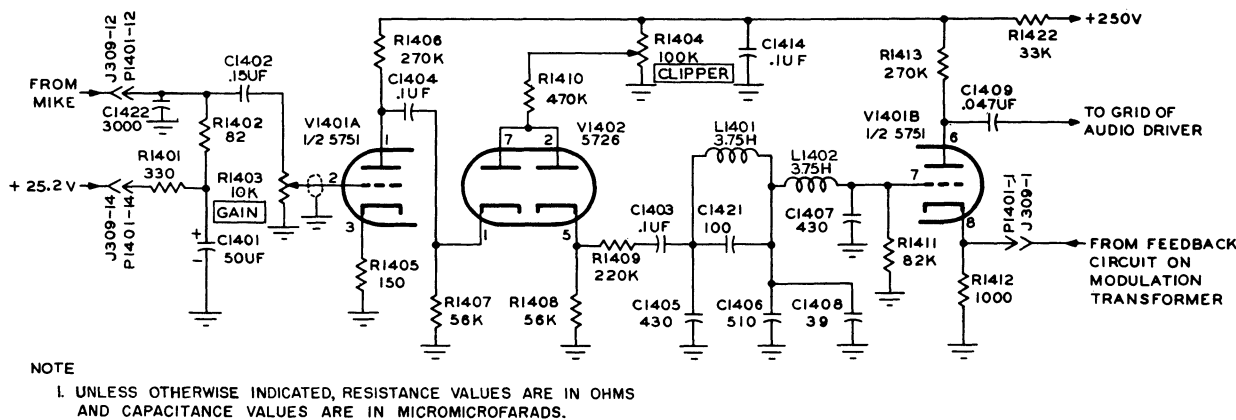 J309-12
P1401-12
FROM
MIKE
C1422
3000
C1402
.15UF
R1402
82
R1401
330
+ 25.2V
J309-14
P1401-14
R1403
10K
GAIN
+
-
C1401
50UF
R1406
270K
C1404
.1UF
V1401A
1/2 5751
1
2
3
R1405
150
R1407
56K
R1410
470K
R1404
100K
CLIPPER
C1414
.1UF
V1402
5726
7
2
1
5
R1408
56K
R1409
220K
C1403
.1UF
L1401
3.75H
C1421
100
C1405
430
C1406
510
C1408
39
L1402
3.75H
C1407
430
R1411
82K
R1413
270K
R1422
33K
+250V
C1409
.047UF
V1401B
1/2 5751
6
7
8
TO GRID OF
AUDIO DRIVER
P1401-1
J309-1
R1412
1000
FROM FEEDBACK
CIRCUIT ON
MODULATION
TRANSFORMER
NOTE
1. UNLESS OTHERWISE INDICATED, RESISTANCE VALUES ARE IN OHMS
AND CAPACITANCE VALUES ARE IN MICROMICROFARADS.